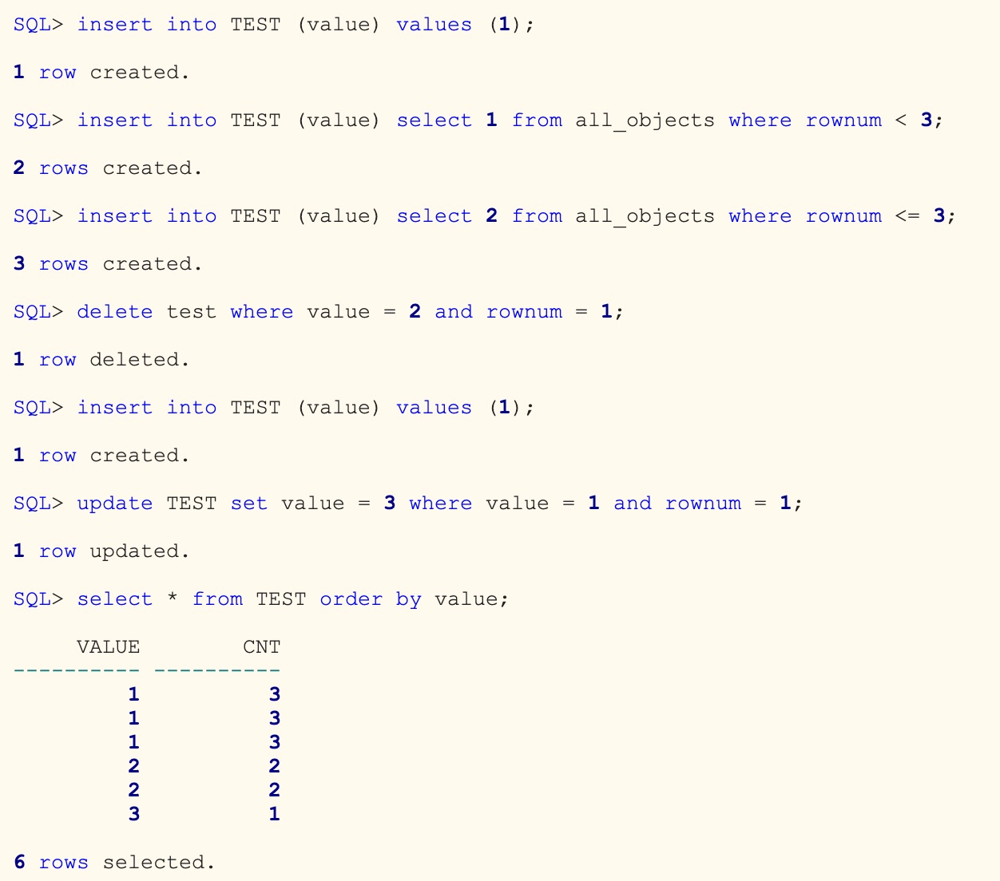 SQL> insert into TEST (value) values (1);
1 row created.
SQL> insert into TEST (value) select 1 from all_objects where rownum < 3;
2 rows created.
SQL> insert into TEST (value) select 2 from all_objects where rownum <= 3;
3 rows created.
SQL> delete test where value = 2 and rownum = 1;
1 row deleted.
SQL> insert into TEST (value) values (1);
1 row created.
SQL> update TEST set value = 3 where value = 1 and rownum = 1;
1 row updated.
SQL> select * from TEST order by value;
     VALUE        CNT
---------- ----------
         1          3
         1          3
         1          3
         2          2
         2          2
         3          1
6 rows selected.